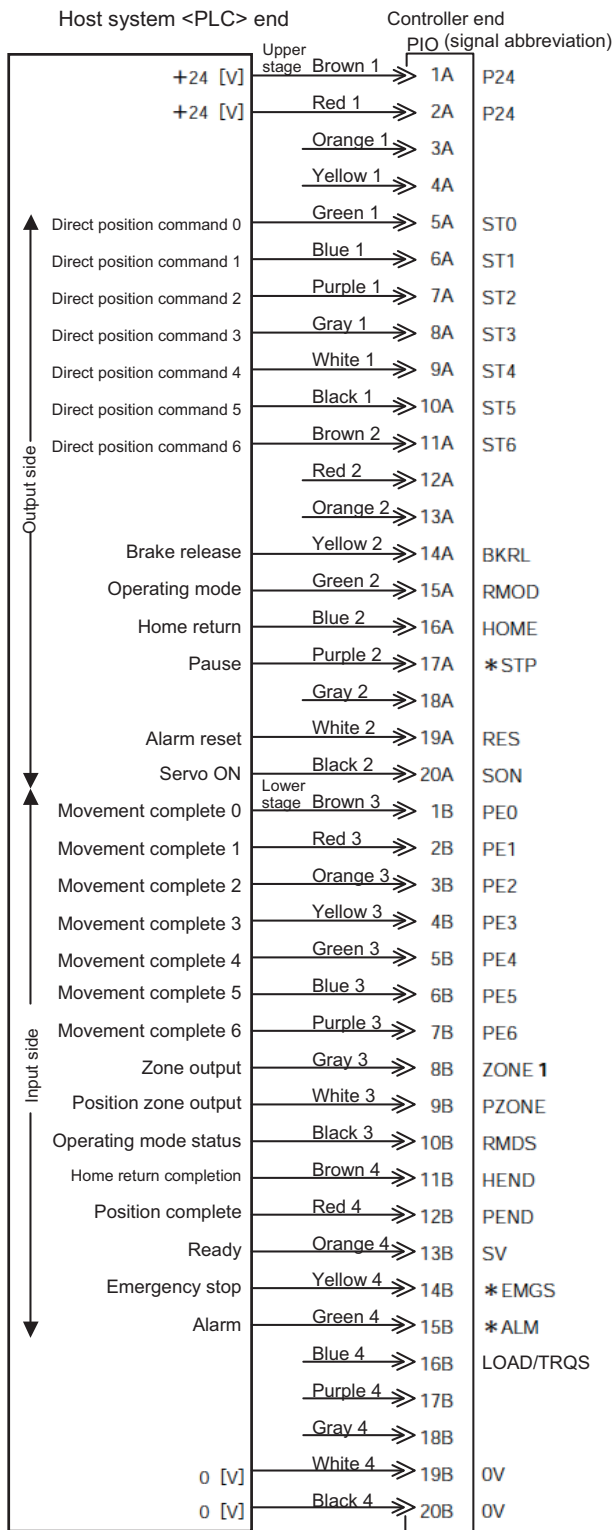 Host system <PLC> end
Controller end
PIO (signal abbreviation)
Upper stage
+24 [V] Brown 1 1A P24
+24 [V] Red 1 2A P24
Orange 1 3A
Yellow 1 4A
Direct position command 0 Green 1 5A ST0
Direct position command 1 Blue 1 6A ST1
Direct position command 2 Purple 1 7A ST2
Direct position command 3 Gray 1 8A ST3
Direct position command 4 White 1 9A ST4
Direct position command 5 Black 1 10A ST5
Direct position command 6 Brown 2 11A ST6
Output side
Red 2 12A
Orange 2 13A
Brake release Yellow 2 14A BKRL
Operating mode Green 2 15A RMOD
Home return Blue 2 16A HOME
Pause Purple 2 17A *STP
Gray 2 18A
Alarm reset White 2 19A RES
Servo ON Black 2 20A SON
Lower stage
Movement complete 0 Brown 3 1B PE0
Movement complete 1 Red 3 2B PE1
Movement complete 2 Orange 3 3B PE2
Movement complete 3 Yellow 3 4B PE3
Movement complete 4 Green 3 5B PE4
Movement complete 5 Blue 3 6B PE5
Movement complete 6 Purple 3 7B PE6
Input side
Zone output Gray 3 8B ZONE 1
Position zone output White 3 9B PZONE
Operating mode status Black 3 10B RMDS
Home return completion Brown 4 11B HEND
Position complete Red 4 12B PEND
Ready Orange 4 13B SV
Emergency stop Yellow 4 14B *EMGS
Alarm Green 4 15B *ALM
Blue 4 16B LOAD/TRQS
Purple 4 17B
Gray 4 18B
0 [V] White 4 19B 0V
0 [V] Black 4 20B 0V